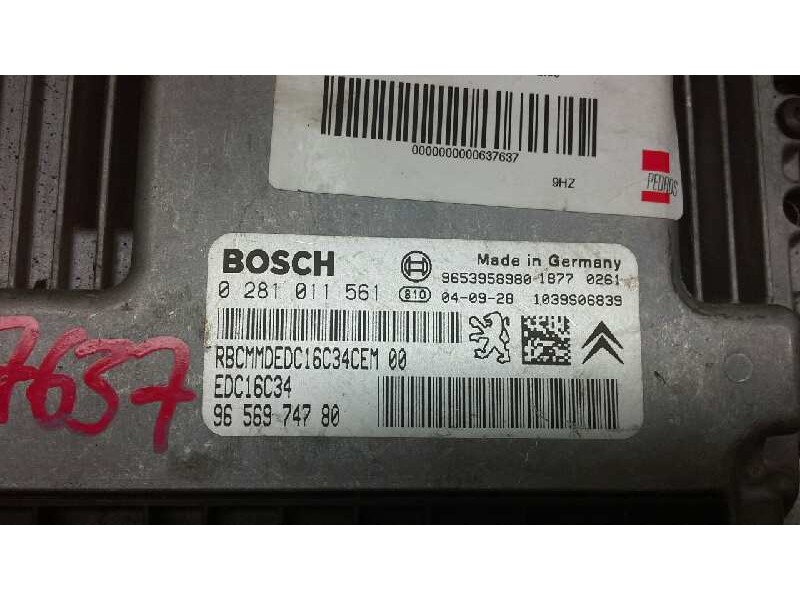 0000000000637637
9HZ
PEDROS
BOSCH
Made in Germany
0 281 011 561
9653958980 1877 0261
810 04-09-28 1039S06839
RBCMMDEDC16C34CEM 00
EDC16C34
96 569 747 80
7637